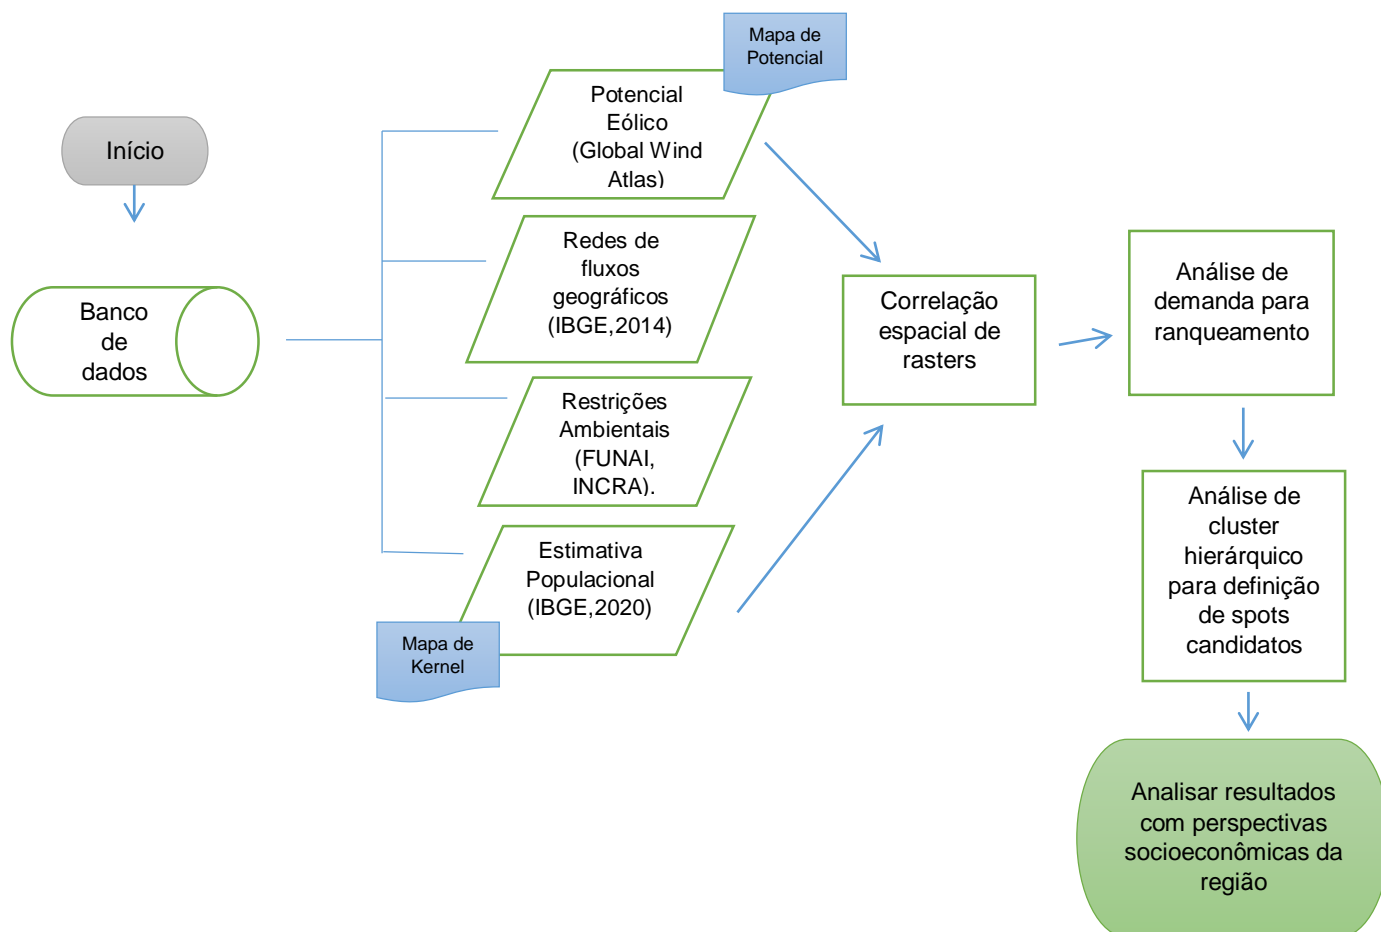 Início
Banco
de
dados
Mapa de
Potencial
Potencial
Eólico
(Global Wind
Atlas)
Redes de
fluxos
geográficos
(IBGE,2014)
Restrições
Ambientais
(FUNAI,
INCRA).
Estimativa
Populacional
(IBGE,2020)
Mapa de
Kernel
Correlação
espacial de
rasters
Análise de
demanda para
ranqueamento
Análise de
cluster
hierárquico
para definição
de spots
candidatos
Analisar resultados
com perspectivas
socioeconômicas da
região